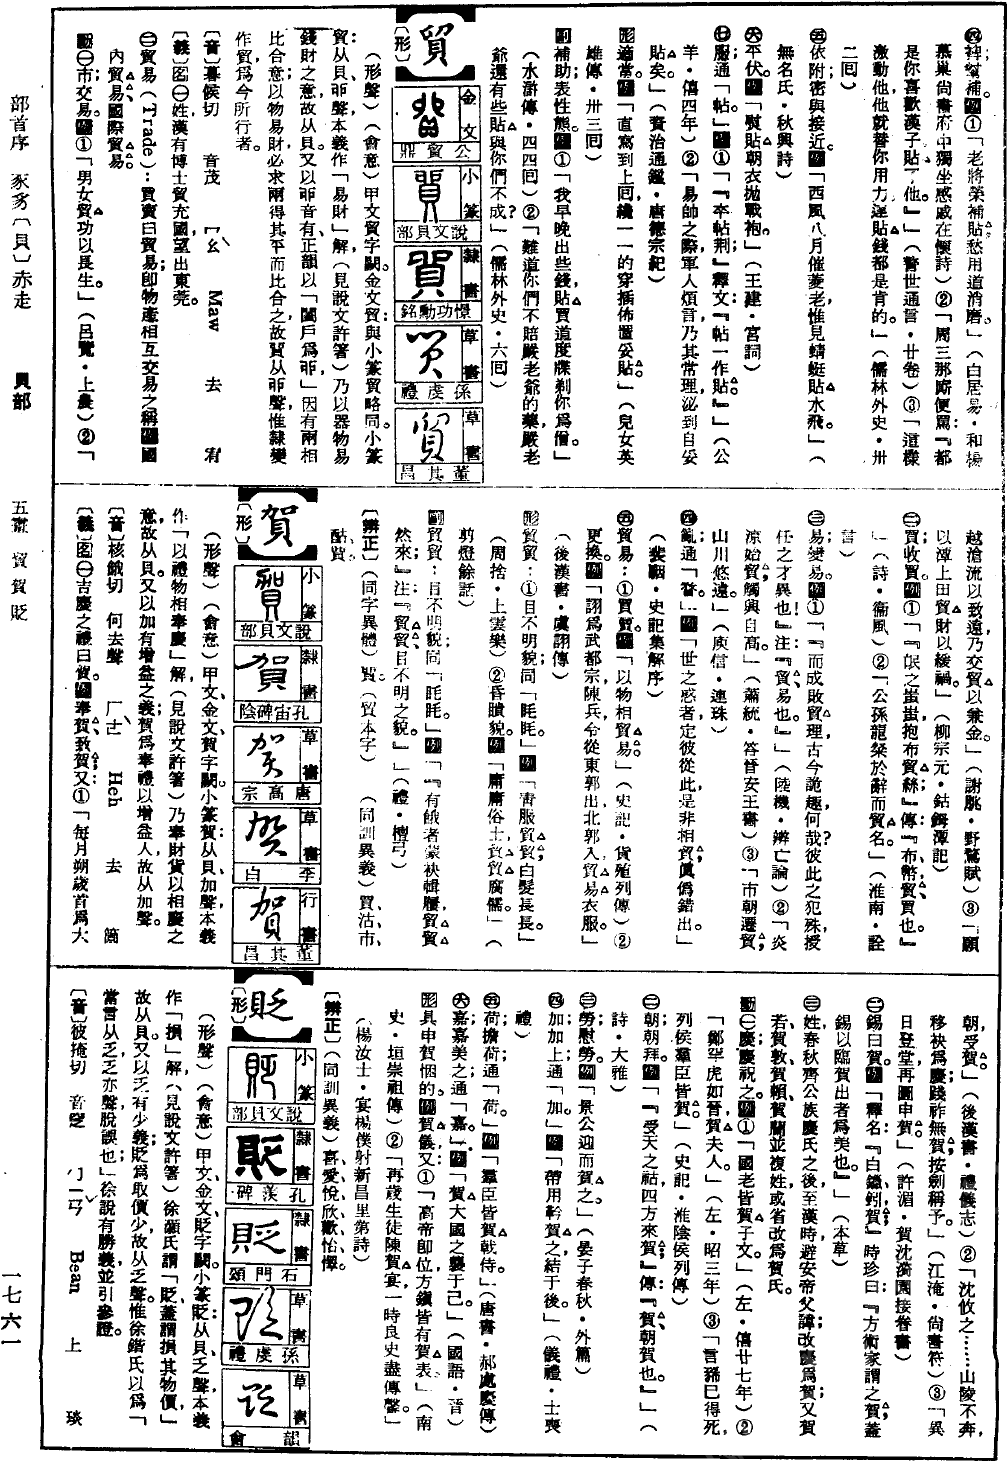 ㊃裨益補。例①「老將榮補貼愁用道消磨。」（白居易·和楊
慕巢尚書府中獨坐感戚在懷詩）②「周三那廝便罵：『都
是你喜歡漢子貼了他。』」（警世通言·廿卷）③「這樣
激動他他就替你用力連貼錢都是肯的。」（儒林外史·卅
二回）
㊄依附密與接近。例「西風八月催菱老惟見蜻蜓貼水飛。」（
無名氏·秋興詩）
㊅平伏。例「熨貼朝衣拋戰袍。」（王建·宮詞）
㊆服通「帖。」例①「『卒帖荆』釋文：『帖一作貼。』」（公
羊·僖四年）②「易帥之際軍人煩言乃其常理泌到自妥
貼矣。」（資治通鑑·唐德宗紀）
形適當。例「直寫到上回纔一一的穿插佈置妥貼。」（兒女英
雄傳·卅三回）
副補助表性態。例①「我早晚出些錢貼買道度牒剃你爲僧。」
（水滸傳·四四回）②「難道你們不賠嚴老爺的藥嚴老
爺還有些貼與你們不成？」（儒林外史·六回）
貿
〔形〕
金文
公貿鼎
小篆
說文貝部
隸書
憬功勳銘
草書
孫虔禮
草書
董其昌
（形聲）（會意）甲文貿字闕。金文貿：與小篆貿略同。小篆
貿从貝、丣聲、本義作「易財」解（見說文許箸）乃以器物易
錢財之意故从貝。又以丣音有、正韻以「闔戶爲丣」因有兩相
比合意；以物易財必求兩得其平而比合之故貿从丣聲惟隸變
作貿爲今所行者。
〔音〕暮候切 音茂 ㄇㄠˋ Maw 去 宥
〔義〕名㊀姓漢有博士貿充國望出東莞。
㊁貿易（Trade）：買賣曰貿易；卽物產相互交易之稱例國
內貿易國際貿易
動㊀市；交易。例①「男女貿功以長生。」（呂覽·上農）②「
越滄流以致遠乃交貿以兼金。」（謝朓·野鶩賦）③「願
以潭上田貿財以緩禍。」（柳宗元·鈷鉧潭記）
㊁買；收買。例①「『氓之蚩蚩抱布貿絲』傳：『布、幣、貿、買也。』
」（詩·衞風）②「公孫龍粲於辭而貿名。」（淮南·詮
言）
㊂易；變易。例①「『而成敗貿理古今詭趣何哉？彼此之犯殊授
任之才異也！』注：『貿易也。』」（陸機·辨亡論）②「炎
涼始貿觸興自高。」（蕭統·答晉安王書）③「市朝遷貿；
山川悠遠。」（庾信·連珠）
㊃亂；通「瞀。」例「世之惑者定彼從此是非相貿眞僞錯出。」
（裴駰·史記集解序）
㊄貿易：①買賣。例「以物相貿易。」（史記·貨殖列傳）②
更換。例「詡爲武都宗陳兵令從東郭出北郭入貿易衣服。」
（後漢書·虞詡傳）
形貿貿：①目不明貌同「眊眊。」例「靑服貿貿白髮長長。」
（周捨·上雲樂）②昏瞶貌。例「庸庸俗士貿貿腐儒。」（
剪燈餘話）
副貿貿：目不明貌；同「眊眊。」例「『有餓者蒙袂輯屨貿貿
然來。』注：『貿貿目不明之貌。』」（禮·檀弓）
〔辨正〕（同字異體）貿。（貿本字） （同訓異義）買沽市、
酤貿。
賀
〔形〕
小篆
說文貝部
隸書
孔宙碑陰
草書
唐高宗
草書
李白
行書
董其昌
（形聲）（會意）甲文、金文賀字闕。小篆賀从貝、加聲、本義
作「以禮物相奉慶」解（見說文許箸）乃奉財貨以相慶之
意故从貝。又以加有增益之義賀爲奉禮以增益人故从加聲。
〔音〕核餓切 何去聲 ㄏㄜˋ Heh 去 箇
〔義〕名㊀吉慶之禮曰賀。例奉賀、致賀又：①「每月朔歲首爲大
朝受賀。」（後漢書·禮儀志）②「沈攸之……山陵不奔；
移袂爲慶踐祚無賀按劍稱予。」（江淹·尚書符）③「異
日登堂再圖申賀。」（許湄·賀沈漪園接眷書）
㊁錫曰賀。例「釋名『白鑞鈏賀』時珍曰：『方術家謂之賀蓋
錫以臨賀出者爲美也。』」（本草）
㊂姓春秋齊公族慶氏之後至漢時避安帝父諱改慶爲賀；又賀
若賀敦、賀賴、賀蘭並複姓或省改爲賀氏。
動㊀慶；慶祝之。例①「國老皆賀子文。」（左·僖廿七年）②
「鄭罕虎如晉賀夫人。」（左·昭三年）③「言豨已得死，
列侯羣臣皆賀。」（史記·淮陰侯列傳）
㊁朝；朝拜。例「『受天之祜四方來賀；』傳『賀朝賀也。』」（
詩·大雅）
㊂勞；慰勞。例「景公迎而賀之。」（晏子春秋·外篇）
㊃加；加上；通「加。」例「帶用靲賀之結于後。」（儀禮·士喪
禮）
㊄荷；擔荷；通「荷。」例「羣臣皆賀戟侍。」（唐書·郝處俊傳）
㊅嘉；嘉美之；通「嘉。」例「賀大國之襲于己。」（國語·晉）
形具申賀悃的。例賀儀又①「高帝卽位方鎭皆有賀表。」（南
史·垣崇祖傳）②「再歲生徒陳賀宴一時良史盡傳馨」
（楊汝士·宴楊僕射新昌里第詩）
〔辨正〕（同訓異義）喜愛悅欣歡怡懌。
貶
〔形〕
小篆
說文貝部
隸書
孔羨碑
隸書
石門頌
草書
孫虔禮
草書
韻會
（形聲）（會意）甲文、金文貶字闕。小篆貶从貝乏聲本義
作「損」解（見說文許箸）徐灝氏謂「貶蓋謂損其物價」
故从貝。又以乏有少義；貶爲取價少故从乏聲。惟徐鍇氏以爲「
當言从乏、乏亦聲脫誤也；」徐說有勝義並引參證。
〔音〕彼掩切 音窆 ㄅㄧㄢˇ Bean 上 琰
部首序 豕豸〔貝〕赤走 貝部 五畫 貿賀貶 一七六一